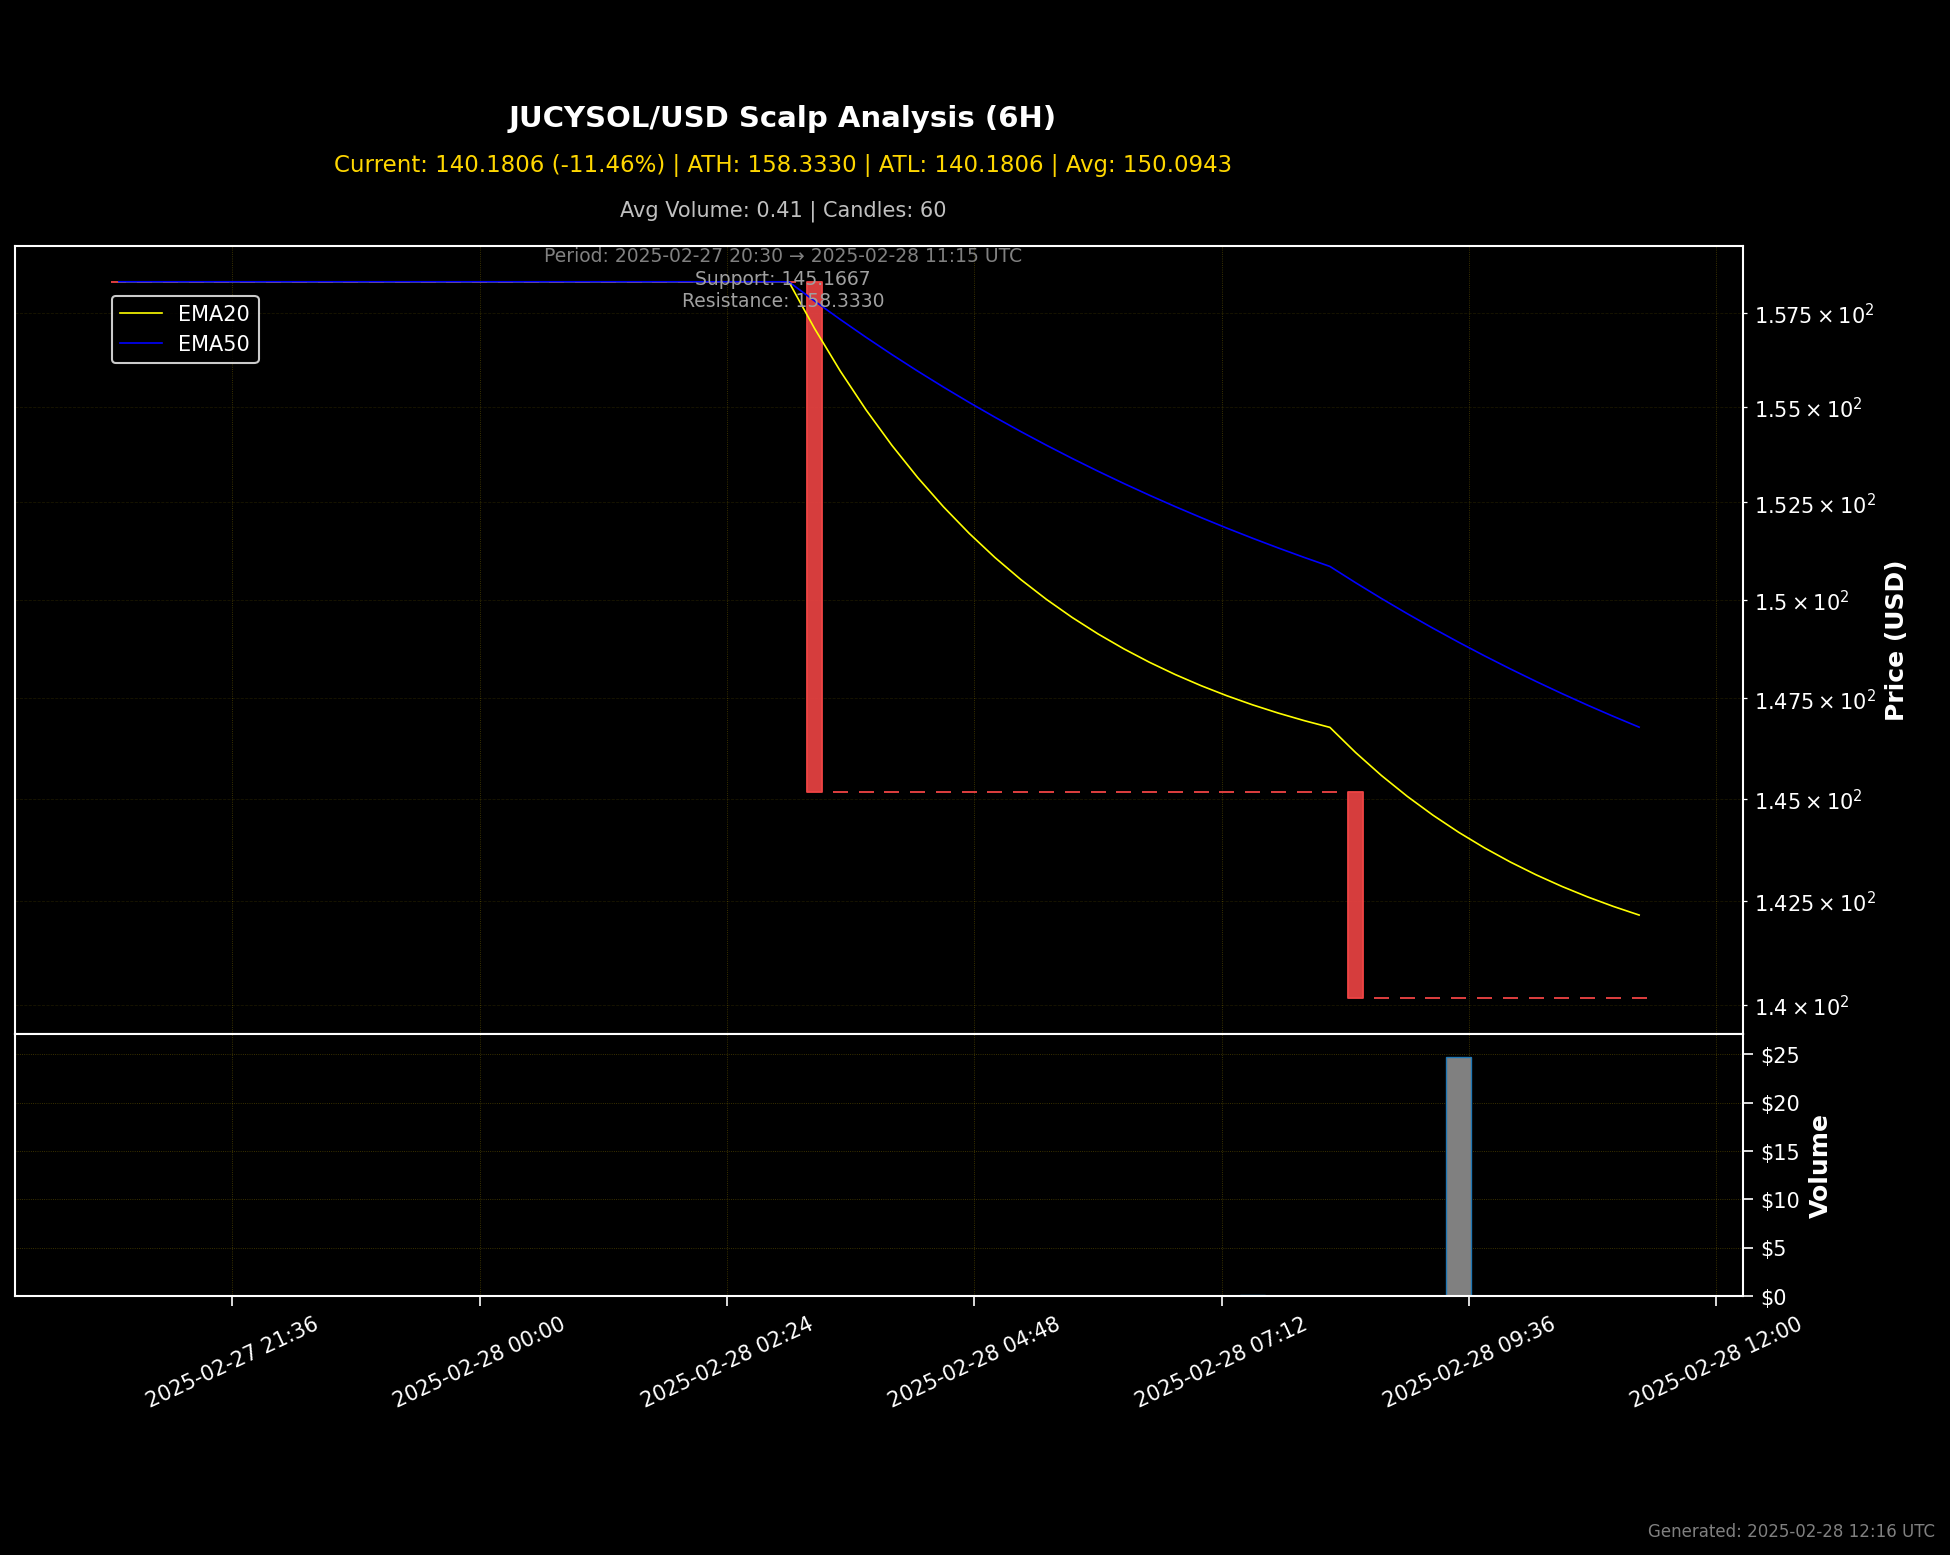 JUCYSOL/USD Scalp Analysis (6H)
Current: 140.1806 (-11.46%) | ATH: 158.3330 | ATL: 140.1806 | Avg: 150.0943
Avg Volume: 0.41 | Candles: 60
Period: 2025-02-27 20:30 → 2025-02-28 11:15 UTC
Support: 145.1667
Resistance: 158.3330
EMA20
EMA50
1.575 × 10²
1.55 × 10²
1.525 × 10²
1.5 × 10²
1.475 × 10²
1.45 × 10²
1.425 × 10²
1.4 × 10²
Price (USD)
$25
$20
$15
$10
$5
$0
Volume
2025-02-27 21:36
2025-02-28 00:00
2025-02-28 02:24
2025-02-28 04:48
2025-02-28 07:12
2025-02-28 09:36
2025-02-28 12:00
Generated: 2025-02-28 12:16 UTC